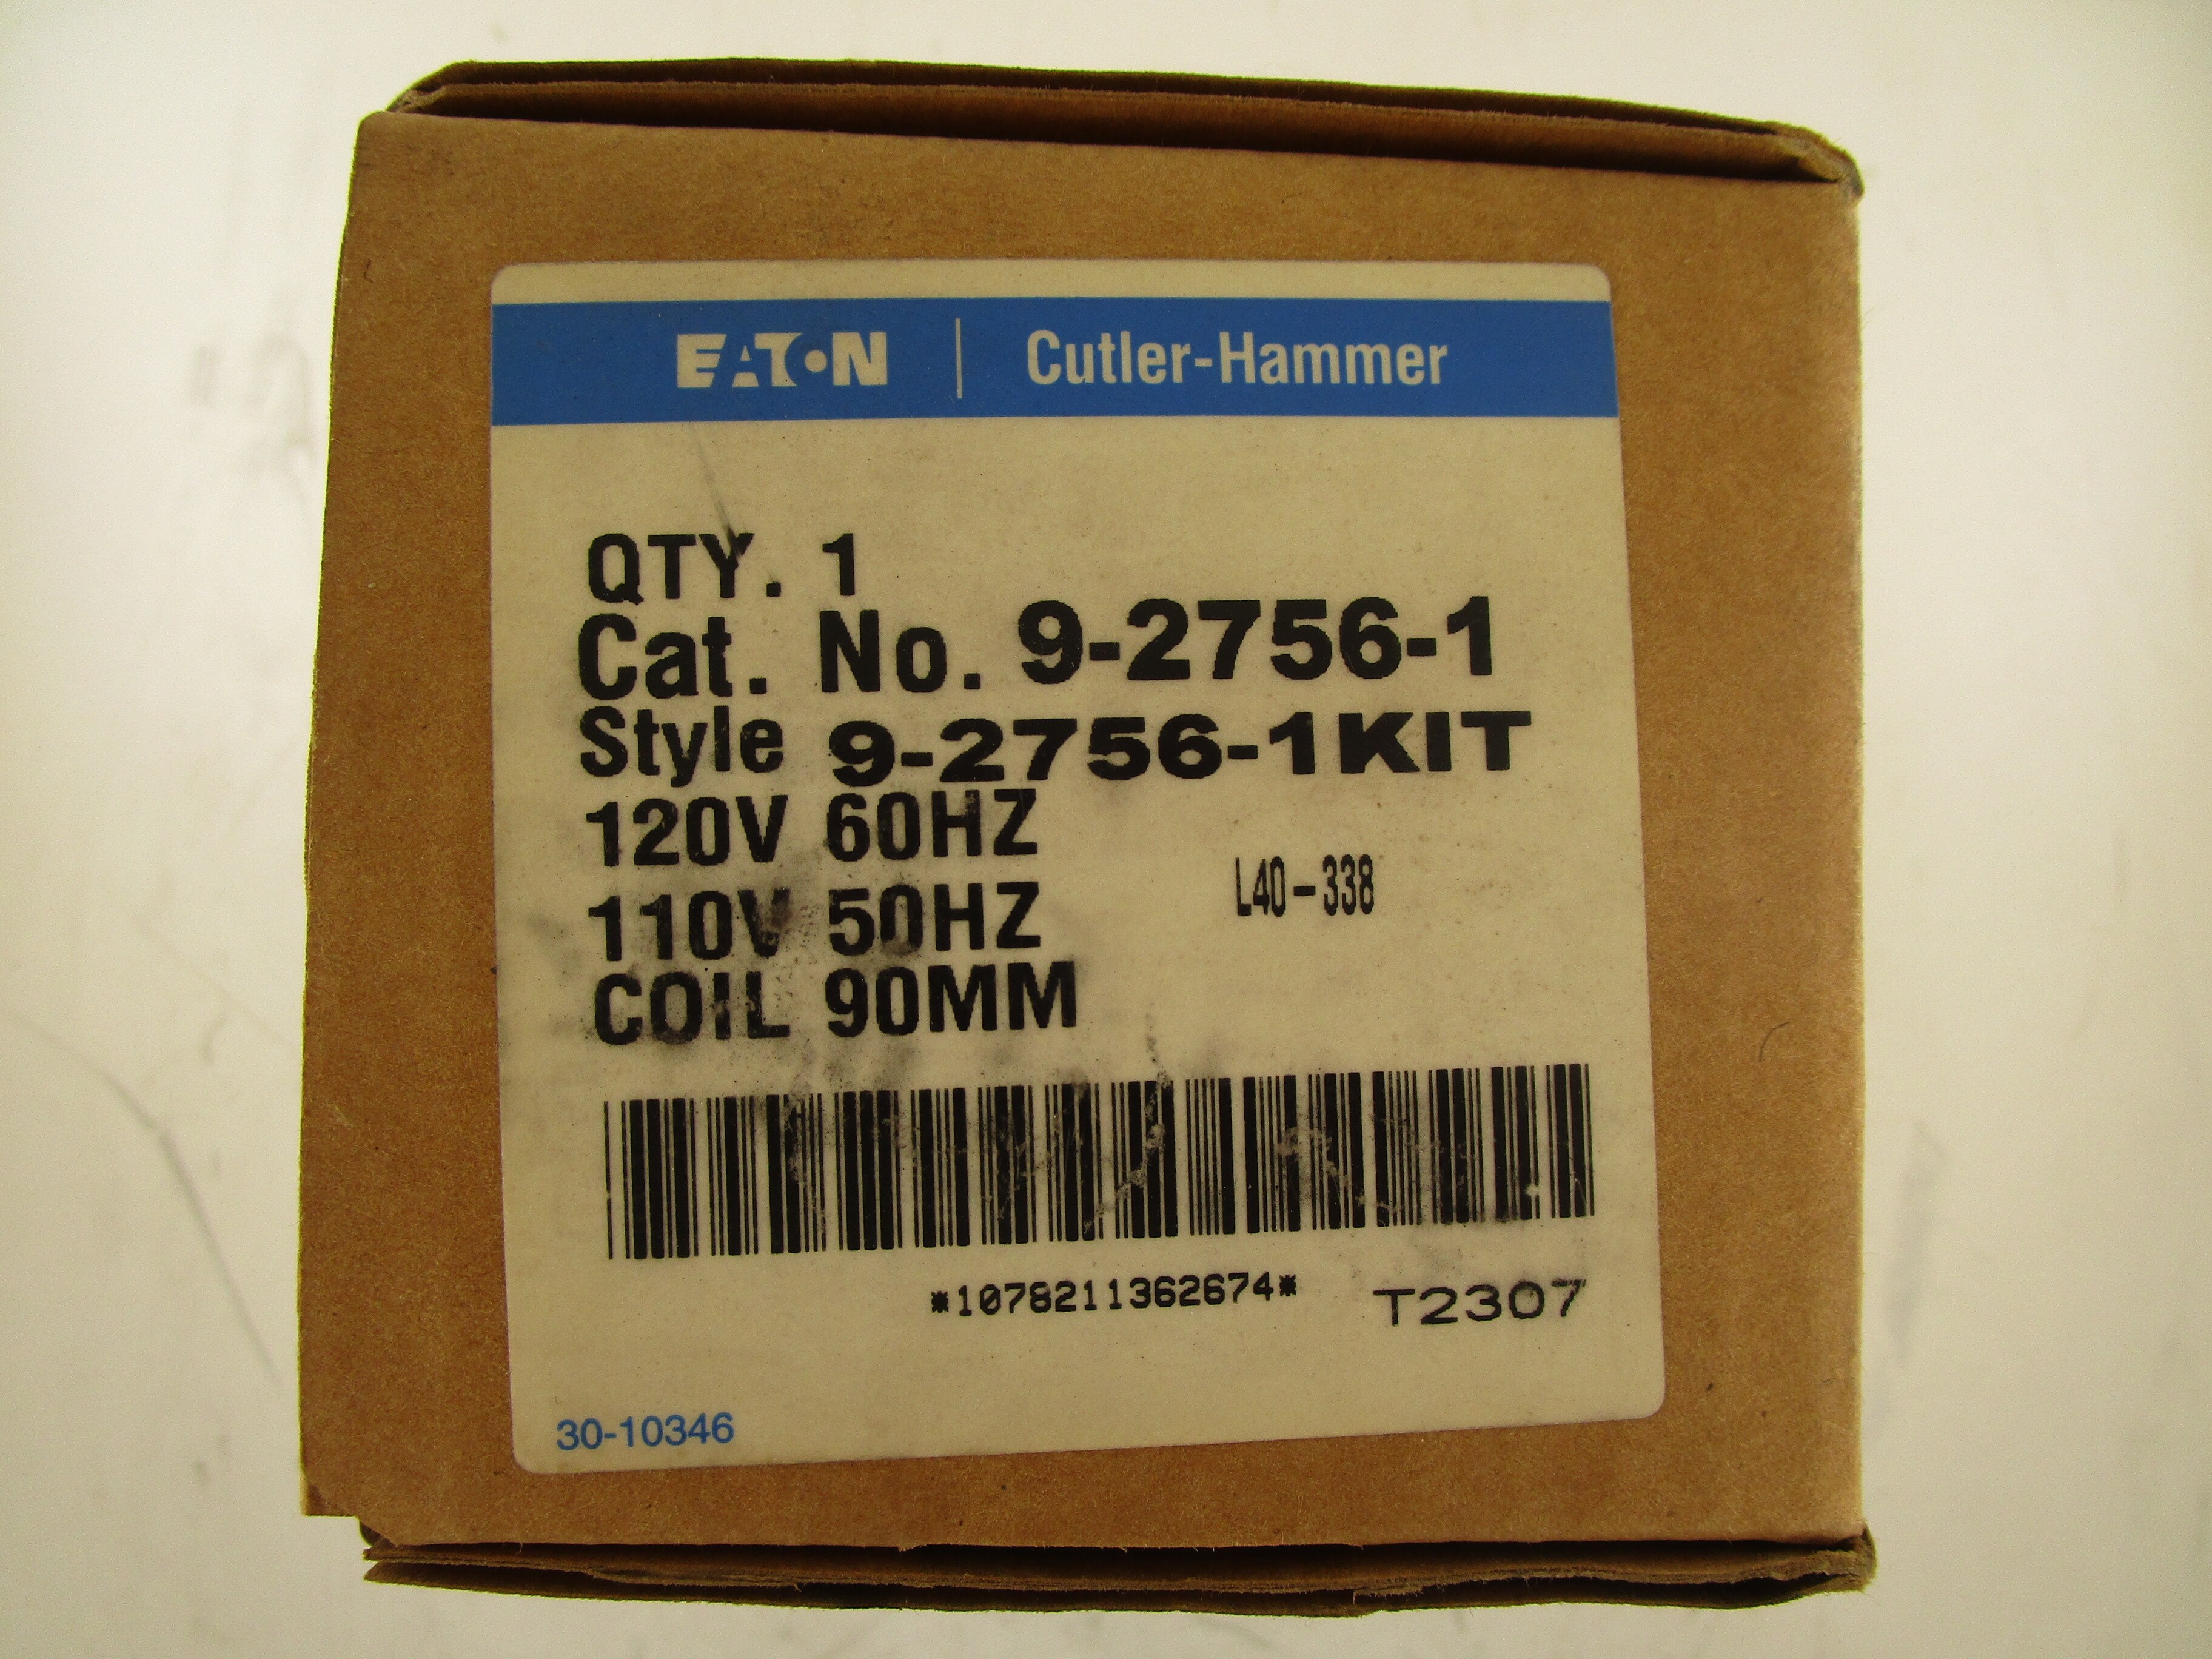 EATON | Cutler-Hammer
QTY. 1
Cat. No. 9-2756-1
Style 9-2756-1KIT
120V 60HZ
110V 50HZ
L40-338
COIL 90MM
*1078211362674*
T2307
30-10346